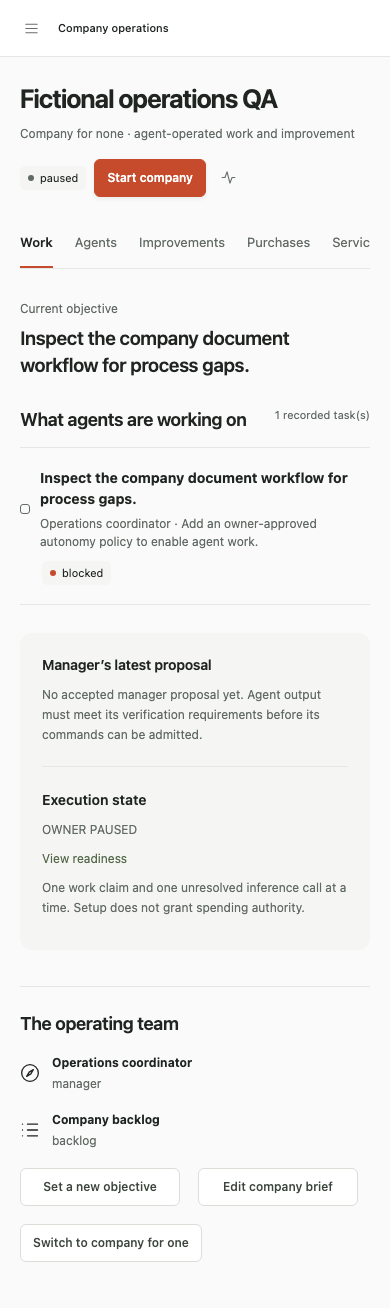 Company operations
Fictional operations QA
Company for none · agent-operated work and improvement
paused
Start company
Work
Agents
Improvements
Purchases
Servic
Current objective
Inspect the company document
workflow for process gaps.
What agents are working on
1 recorded task(s)
Inspect the company document workflow for
process gaps.
Operations coordinator · Add an owner-approved
autonomy policy to enable agent work.
blocked
Manager’s latest proposal
No accepted manager proposal yet. Agent output
must meet its verification requirements before its
commands can be admitted.
Execution state
OWNER PAUSED
View readiness
One work claim and one unresolved inference call at a
time. Setup does not grant spending authority.
The operating team
Operations coordinator
manager
Company backlog
backlog
Set a new objective
Edit company brief
Switch to company for one